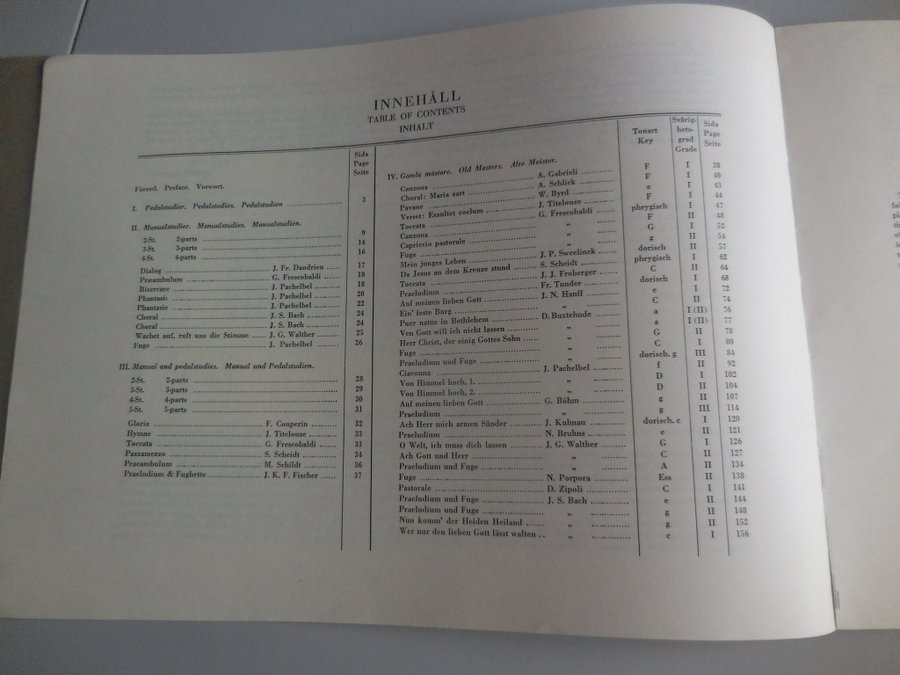 INNEHÅLL
TABLE OF CONTENTS
INHALT
Sida
Page
Seite
Förord. Preface. Vorwort.
I. Pedalstudier. Pedalstudies. Pedalstudien 3
II. Manualstudier. Manualstudies. Manualstudien.
2-St. 2-parts 9
3-St. 3-parts 14
4-St. 4-parts 16
Dialog J. Fr. Dandrieu 17
Præambulum G. Frescobaldi 18
Ricercare J. Pachelbel 18
Phantasie J. Pachelbel 20
Phantasie J. Pachelbel 22
Choral J. S. Bach 24
Choral J. S. Bach 24
Wachet auf, ruft uns die Stimme J. G. Walther 25
Fuge J. Pachelbel 26
III. Manual and pedalstudies. Manual und Pedalstudien.
2-St. 2-parts 28
3-St. 3-parts 29
4-St. 4-parts 30
5-St. 5-parts 31
Gloria F. Couperin 32
Hymne J. Titelouze 33
Toccata G. Frescobaldi 33
Pazzamezzo S. Scheidt 34
Praeambulum M. Schildt 36
Praeludium & Fughette J. K. F. Fischer 37
Tonart
Key
Svårig-
hets-
grad
Grade
Sida
Page
Seite
IV. Gamla mästare. Old Masters. Alte Meister.
Canzona A. Gabrieli F I 38
Choral: Maria zart A. Schlick F I 40
Pavane W. Byrd a I 43
Verset: Exsultet coelum J. Titelouze F I 44
Toccata G. Frescobaldi phrygisch I 47
Canzona „ F II 48
Capriccio pastorale „ G I 52
Fuge „ g II 54
Mein junges Leben J. P. Sweelinck dorisch II 57
Da Jesus an dem Kreuze stund S. Scheidt phrygisch I 62
Toccata J. J. Froberger C II 64
Praeludium Fr. Tunder dorisch I 68
Auf meinen lieben Gott J. N. Hanff e I 72
Ein' feste Burg „ C II 74
Puer natus in Bethlehem D. Buxtehude a I (II) 76
Ven Gott will ich nicht lassen „ a I (II) 77
Herr Christ, der einig Gottes Sohn „ G II 78
Fuge „ C I 80
Praeludium und Fuge „ dorisch. g III 84
Ciaconna J. Pachelbel f II 92
Von Himmel hoch, 1. „ D I 102
Von Himmel hoch, 2. „ D II 104
Auf meinen lieben Gott G. Böhm g II 107
Praeludium „ g III 114
Ach Herr mich armen Sünder J. Kuhnau dorisch. e I 120
Praeludium N. Bruhns e II 121
O Welt, ich muss dich lassen J. G. Walther G I 126
Ach Gott und Herr „ C II 127
Praeludium und Fuge „ A II 134
Fuge N. Porpora Ess II 138
Pastorale D. Zipoli C I 141
Praeludium und Fuge J. S. Bach e II 144
Praeludium und Fuge „ g II 148
Nun komm' der Heiden Heiland „ g II 152
Wer nur den lieben Gott lässt walten „ c I 156